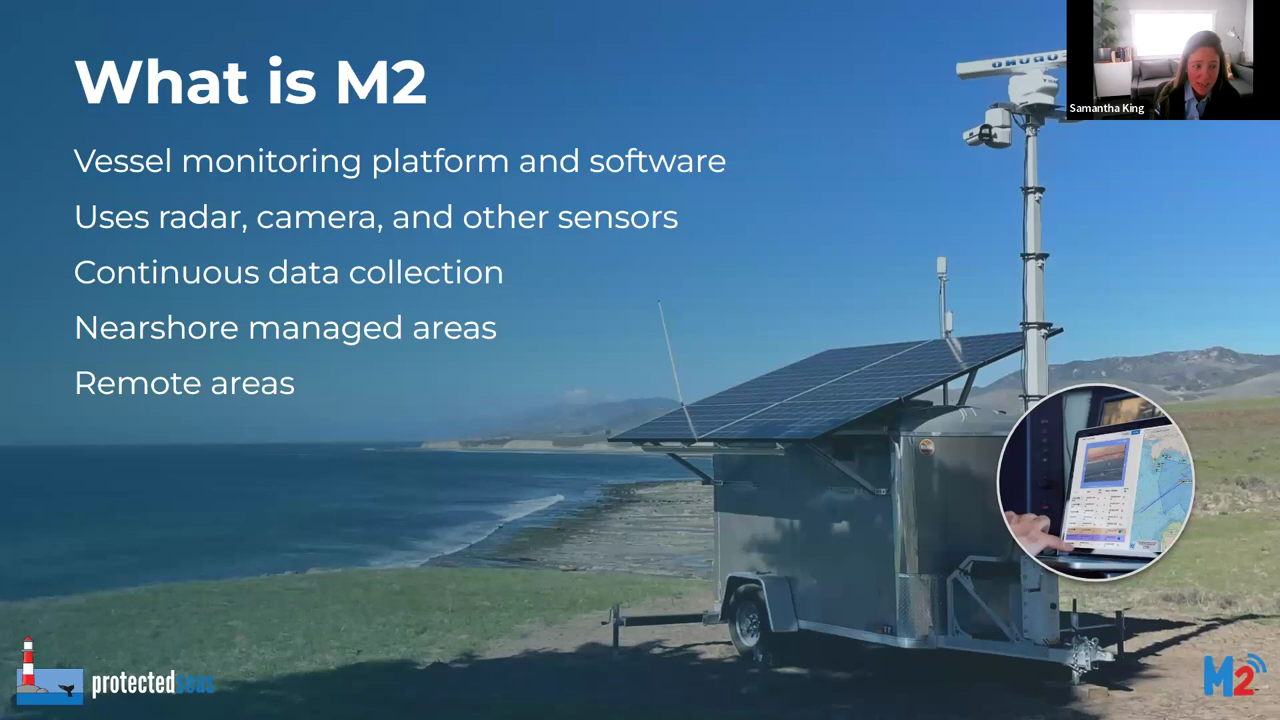 What is M2
Vessel monitoring platform and software
Uses radar, camera, and other sensors
Continuous data collection
Nearshore managed areas
Remote areas
Samantha King
protectedseas
M2